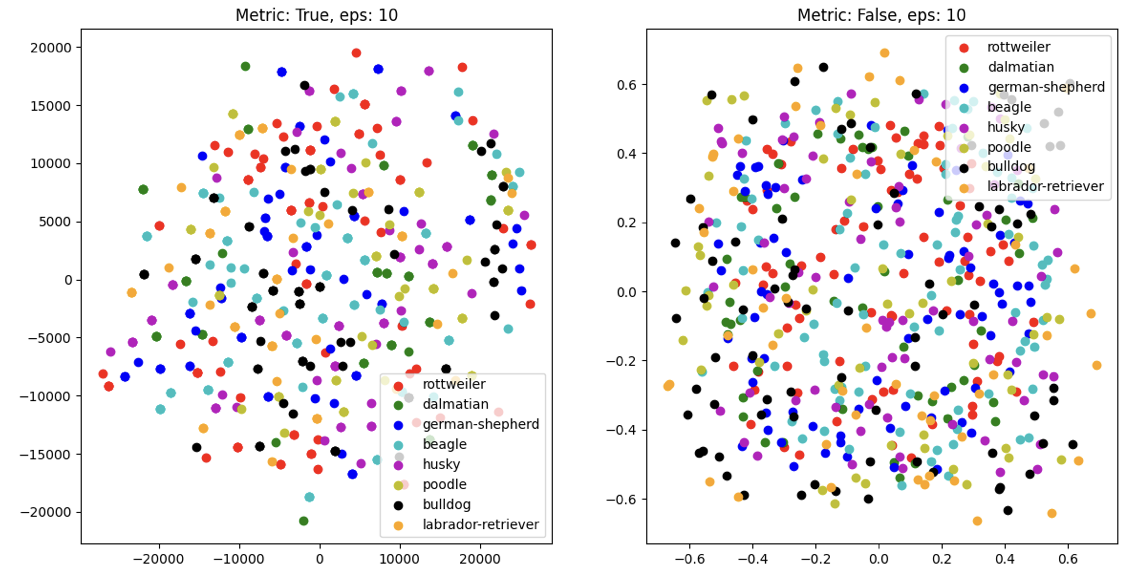 Metric: True, eps: 10
20000
15000
10000
5000
0
−5000
−10000
−15000
−20000
−20000 −10000 0 10000 20000
rottweiler
dalmatian
german-shepherd
beagle
husky
poodle
bulldog
labrador-retriever
Metric: False, eps: 10
0.6
0.4
0.2
0.0
−0.2
−0.4
−0.6
−0.6 −0.4 −0.2 0.0 0.2 0.4 0.6
rottweiler
dalmatian
german-shepherd
beagle
husky
poodle
bulldog
labrador-retriever